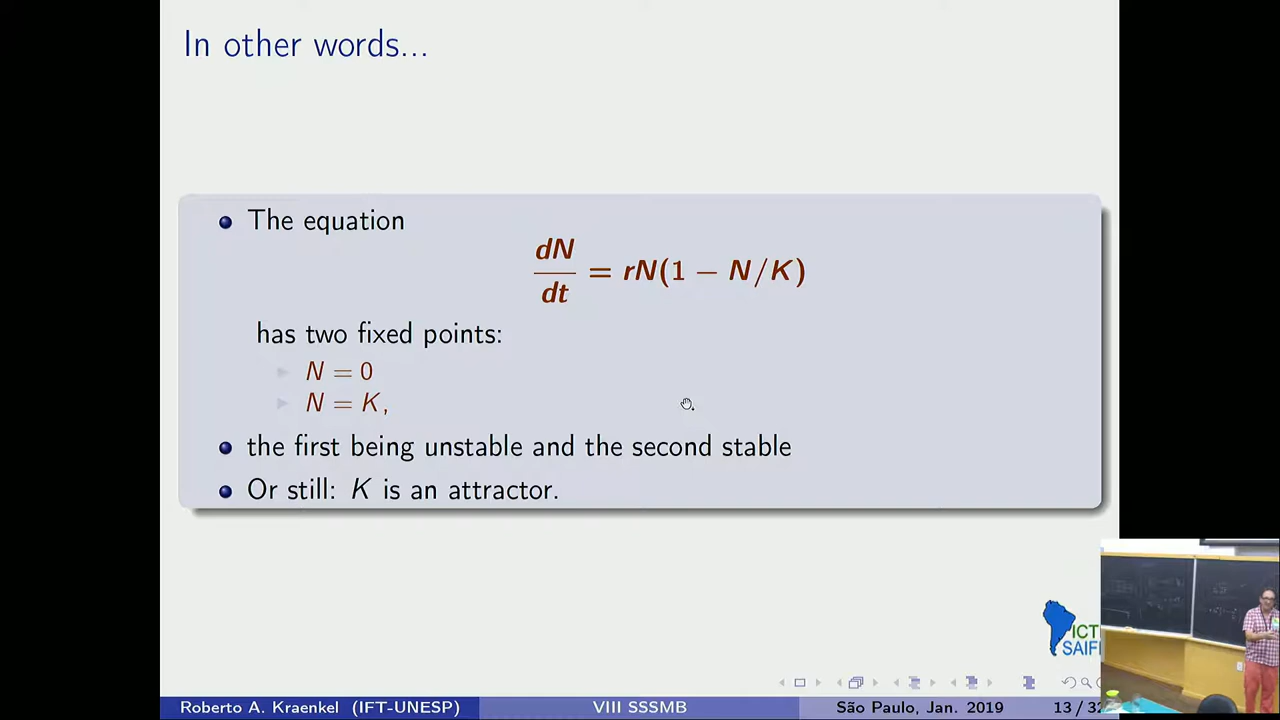 In other words...
The equation
dN/dt = rN(1 − N/K)
has two fixed points:
N = 0
N = K,
the first being unstable and the second stable
Or still: K is an attractor.
ICT
SAIF
Roberto A. Kraenkel (IFT-UNESP) VIII SSSMB São Paulo, Jan. 2019 13 / 32